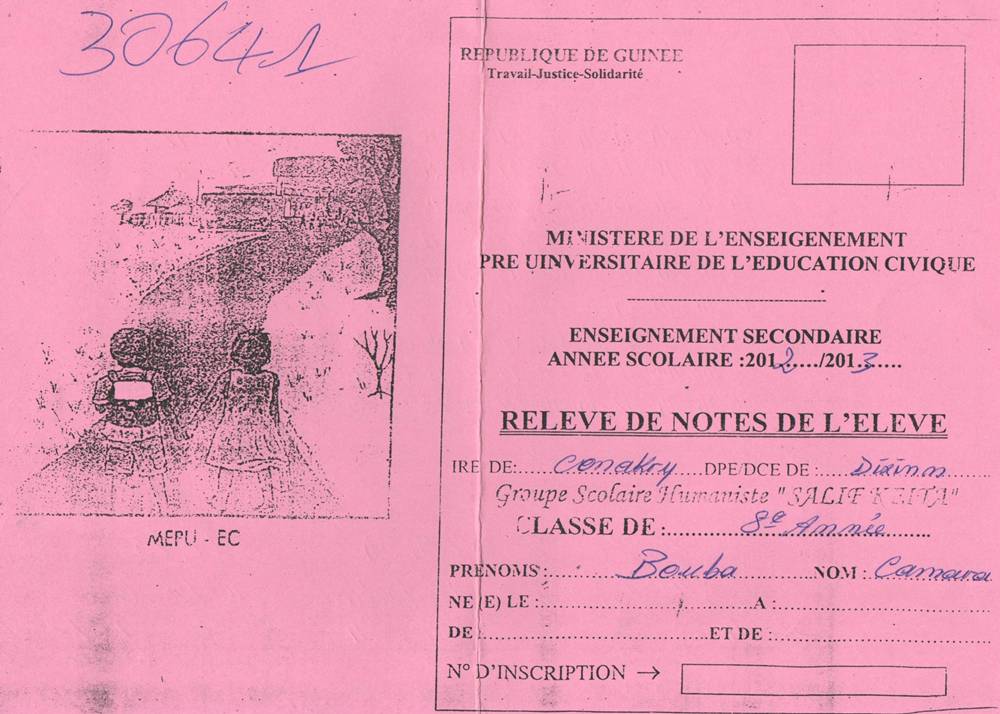 30641
MEPU - EC
REPUBLIQUE DE GUINEE
Travail-Justice-Solidarité
MINISTERE DE L'ENSEIGENEMENT
PRE UINVERSITAIRE DE L'EDUCATION CIVIQUE
ENSEIGNEMENT SECONDAIRE
ANNEE SCOLAIRE :2012..../2013.....
RELEVE DE NOTES DE L'ELEVE
IRE DE:.....Conakry....DPE/DCE DE :.....Dixinn......
Groupe Scolaire Humaniste "SALIF KEITA"
CLASSE DE :...........8e Année.......
PRENOMS :...........Bouba...........NOM : Camara
NE (E) LE :..............................A :..............................
DE :..............................ET DE :..............................
N° D'INSCRIPTION →